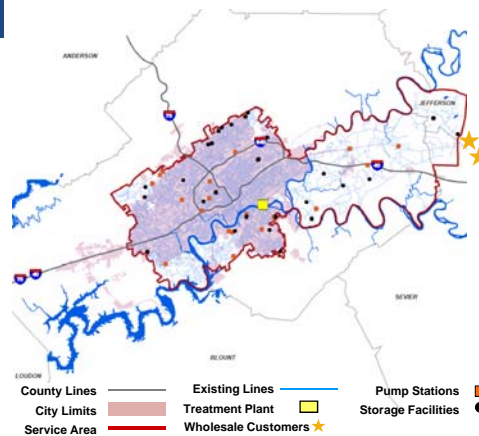 ANDERSON
JEFFERSON
SEVIER
BLOUNT
LOUDON
County Lines
Existing Lines
Pump Stations
City Limits
Treatment Plant
Storage Facilities
Service Area
Wholesale Customers